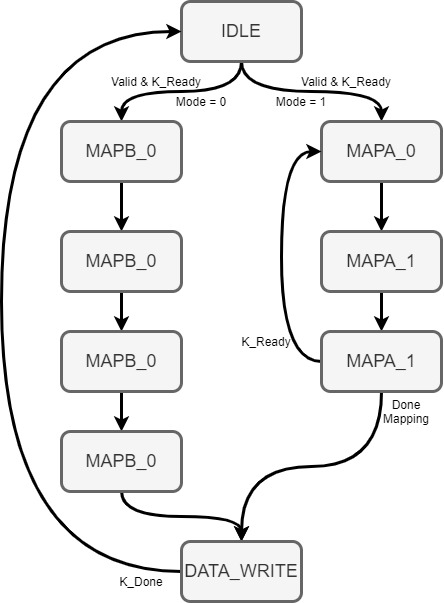 IDLE
Valid & K_Ready
Mode = 0
Valid & K_Ready
Mode = 1
MAPB_0
MAPA_0
MAPB_0
MAPA_1
K_Ready
MAPB_0
MAPA_1
Done
Mapping
MAPB_0
DATA_WRITE
K_Done